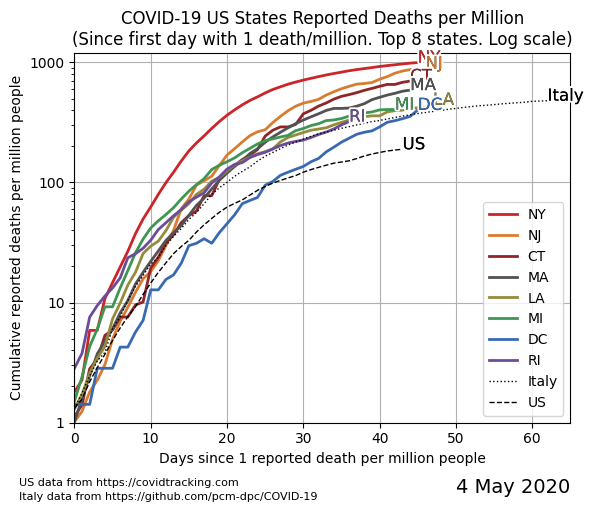 COVID-19 US States Reported Deaths per Million
(Since first day with 1 death/million. Top 8 states. Log scale)
Cumulative reported deaths per million people
1000
100
10
1
NY
NJ
CT
MA
LA
MI
DC
RI
Italy
US
NY
NJ
CT
MA
LA
MI
DC
RI
Italy
US
0 10 20 30 40 50 60
Days since 1 reported death per million people
US data from https://covidtracking.com
Italy data from https://github.com/pcm-dpc/COVID-19
4 May 2020